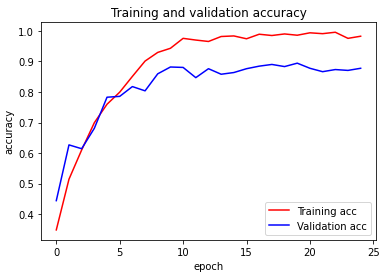 Training and validation accuracy
accuracy
1.0
0.9
0.8
0.7
0.6
0.5
0.4
0 5 10 15 20 25
epoch
Training acc
Validation acc